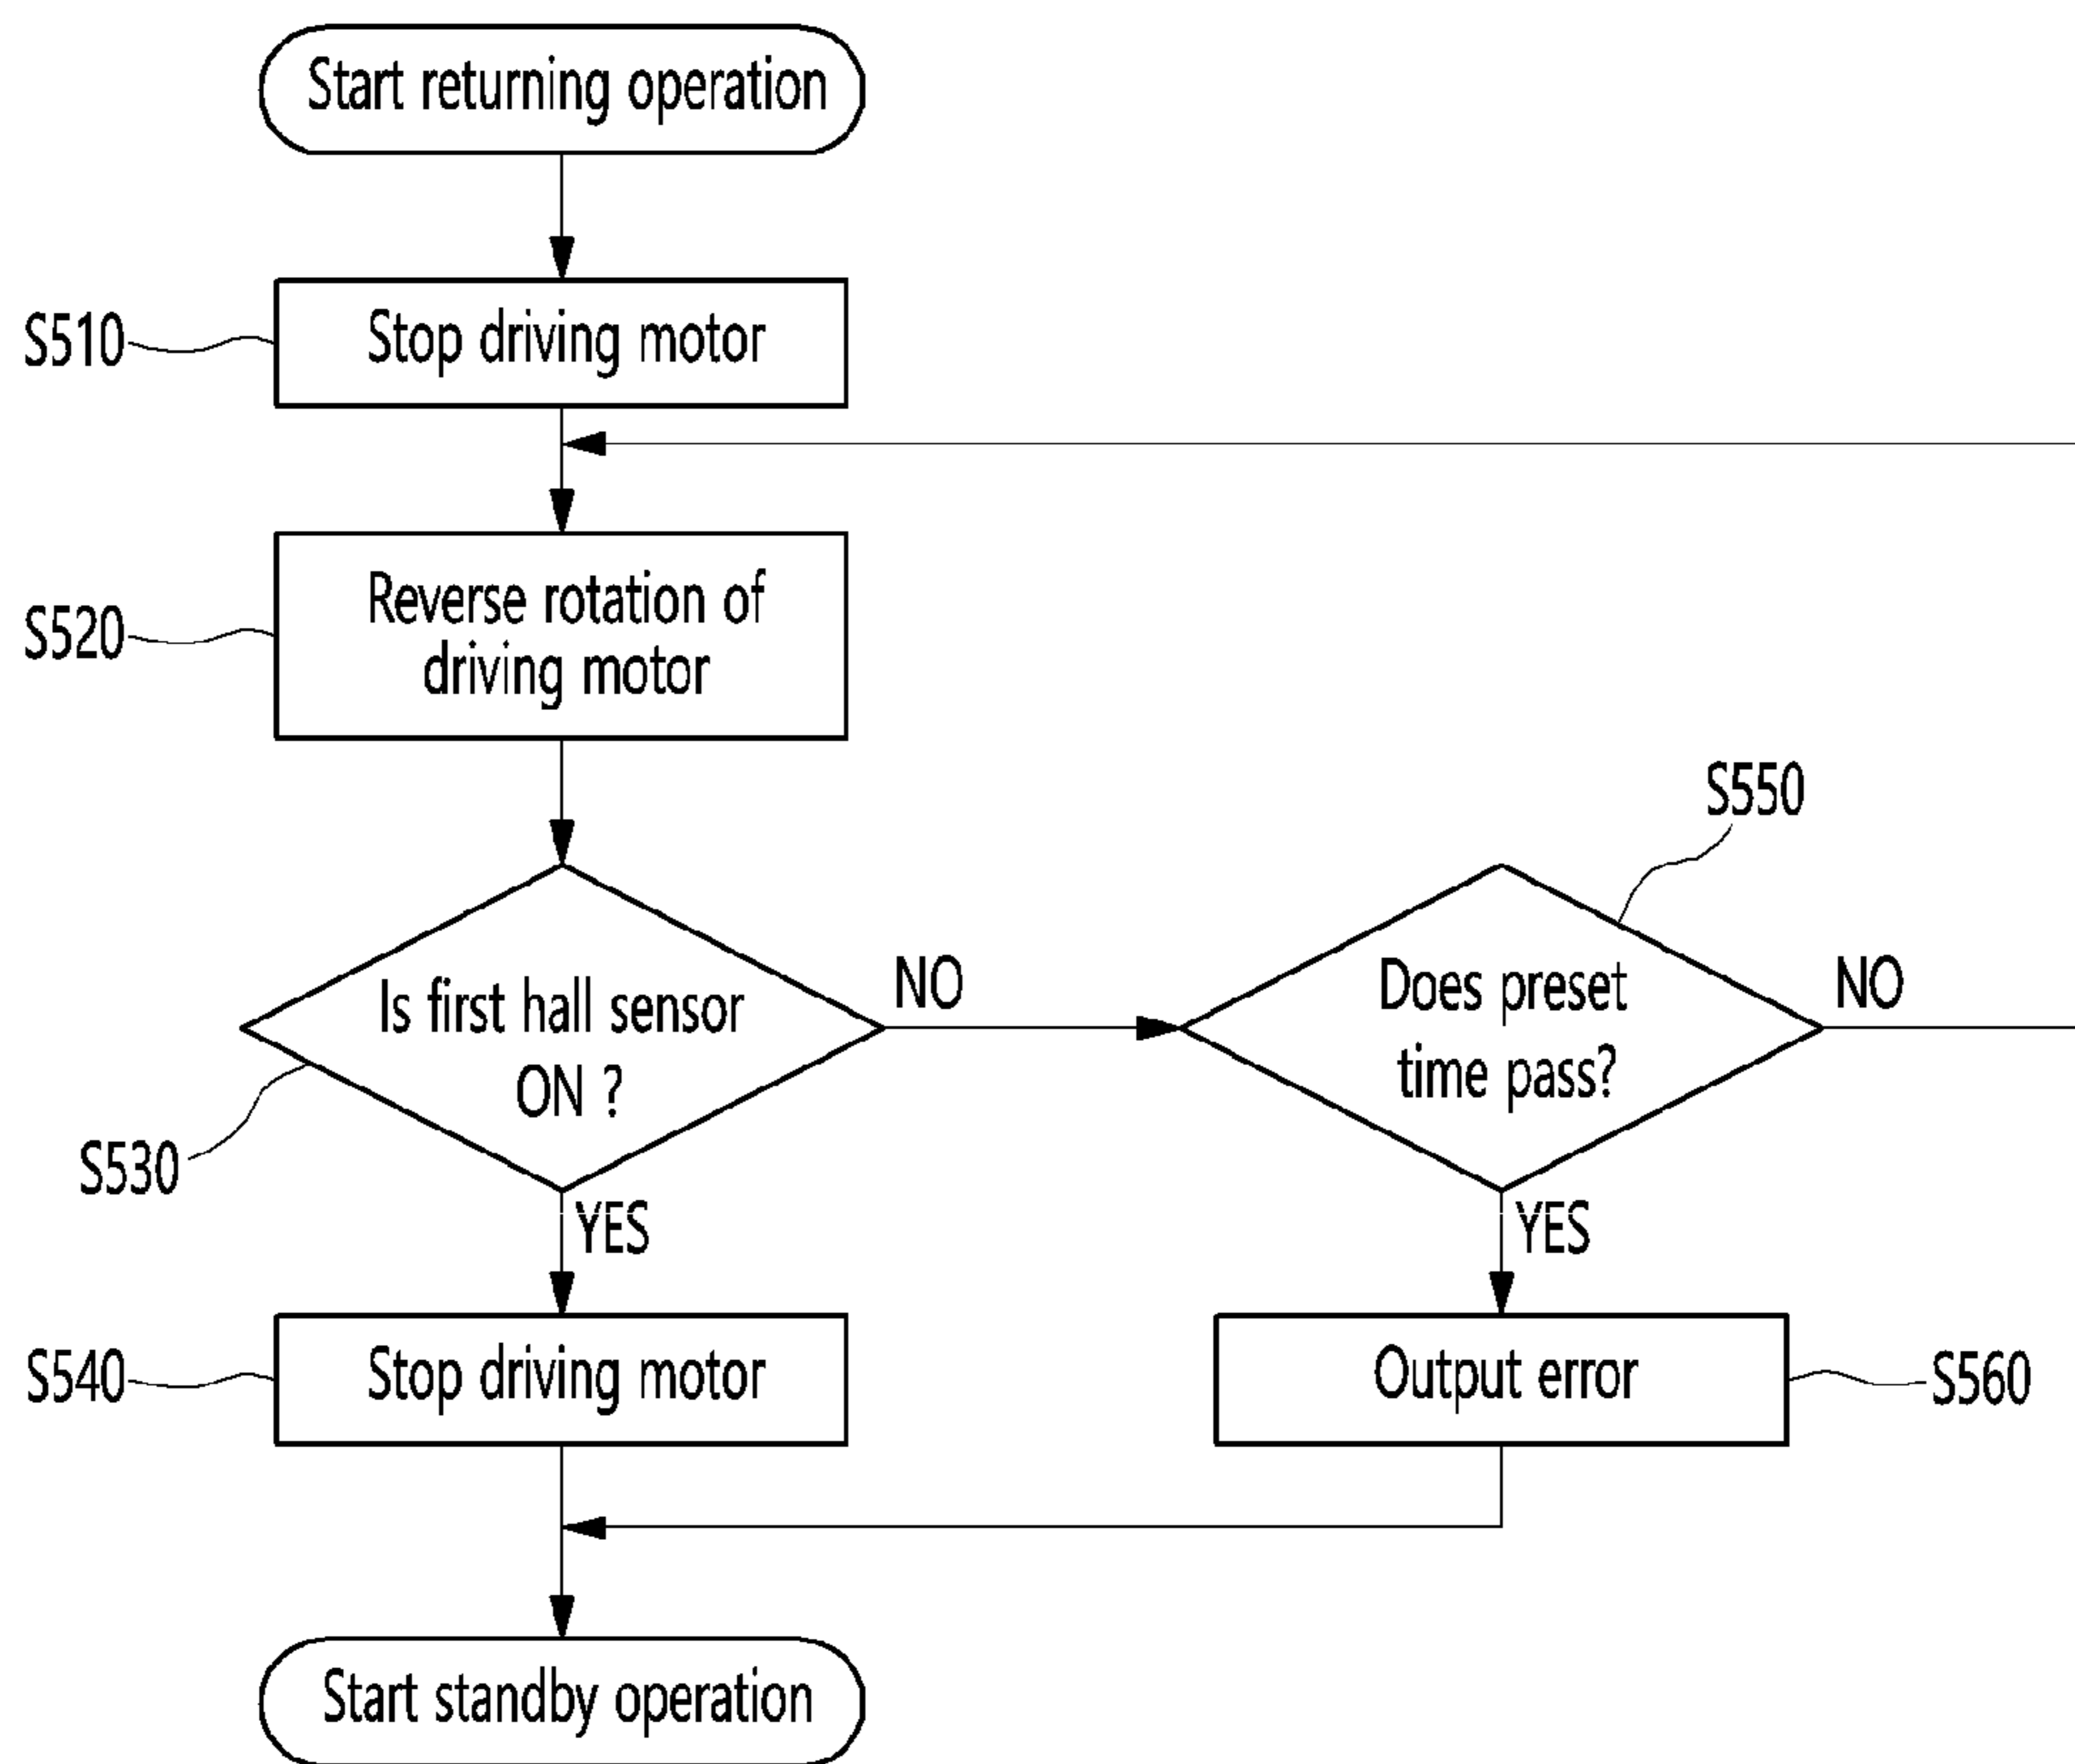 Start returning operation
S510
Stop driving motor
S520
Reverse rotation of
driving motor
S550
S530
Is first hall sensor
ON ?
NO
Does preset
time pass?
NO
YES
YES
S540
Stop driving motor
Output error
S560
Start standby operation